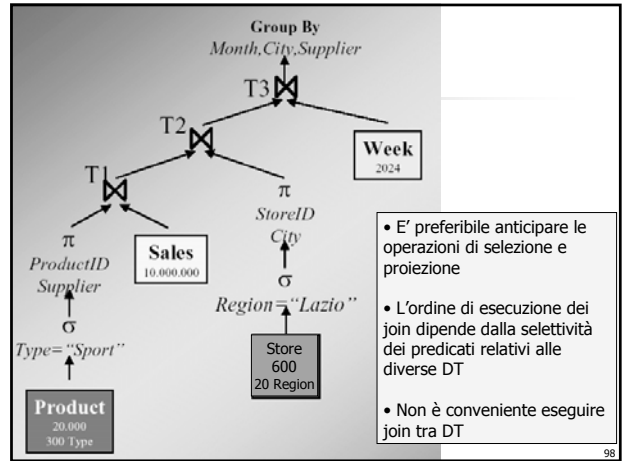 Group By
Month,City,Supplier
T3
T2
Week
2024
T1
π
StoreID
City
π
ProductID
Supplier
Sales
10.000.000
σ
Region="Lazio"
σ
Type="Sport"
Store
600
20 Region
Product
20.000
300 Type
• E’ preferibile anticipare le
operazioni di selezione e
proiezione
• L’ordine di esecuzione dei
join dipende dalla selettività
dei predicati relativi alle
diverse DT
• Non è conveniente eseguire
join tra DT
98